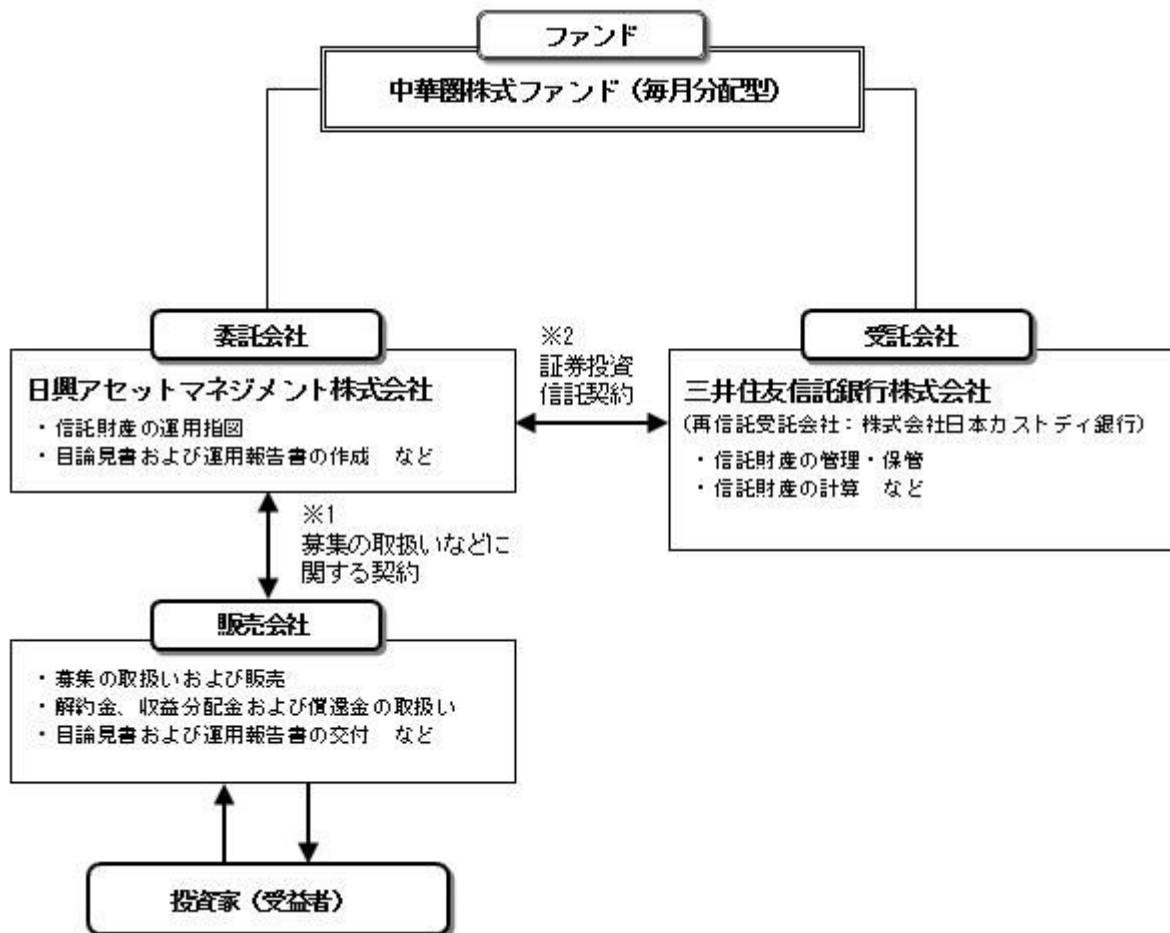 ファンド
中華圏株式ファンド（毎月分配型）
委託会社
日興アセットマネジメント株式会社
・信託財産の運用指図
・目論見書および運用報告書の作成　など
※2
証券投資
信託契約
受託会社
三井住友信託銀行株式会社
(再信託受託会社：株式会社日本カストディ銀行)
・信託財産の管理・保管
・信託財産の計算　など
※1
募集の取扱いなどに
関する契約
販売会社
・募集の取扱いおよび販売
・解約金、収益分配金および償還金の取扱い
・目論見書および運用報告書の交付　など
投資家（受益者）